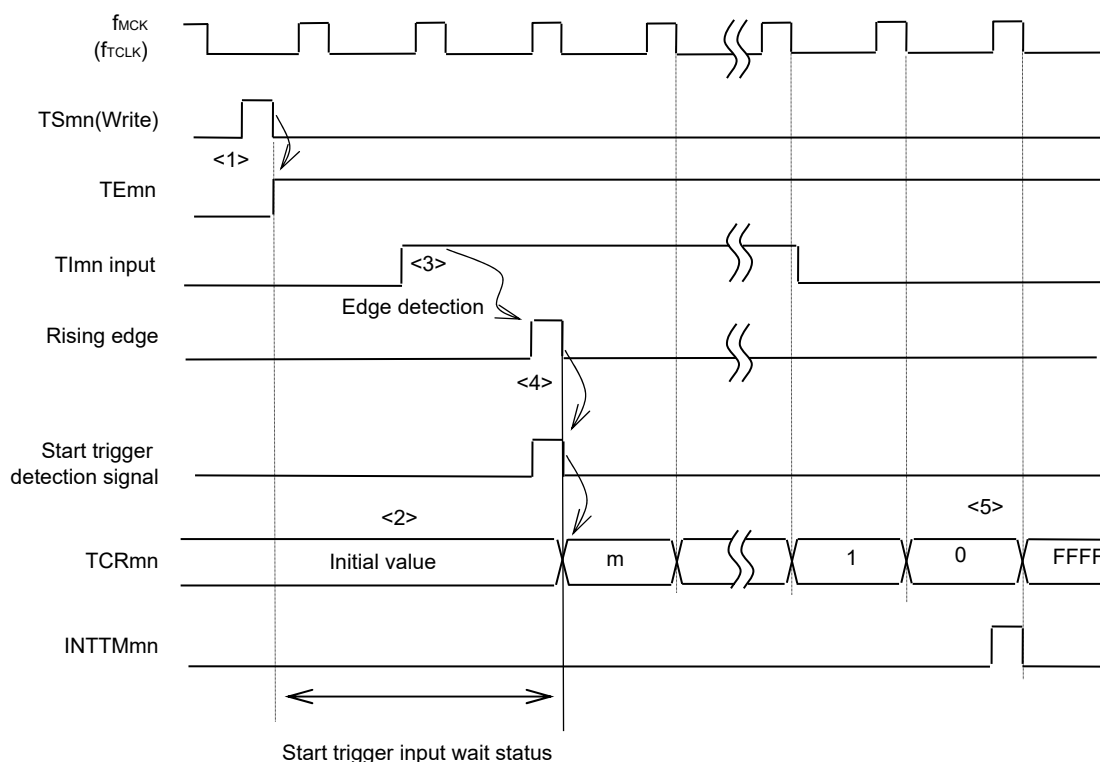 fMCK
(fTCLK)
TSmn(Write)
<1>
TEmn
TImn input
<3>
Edge detection
Rising edge
<4>
Start trigger
detection signal
<2>
<5>
TCRmn
Initial value
m
1
0
FFFF
INTTMmn
Start trigger input wait status